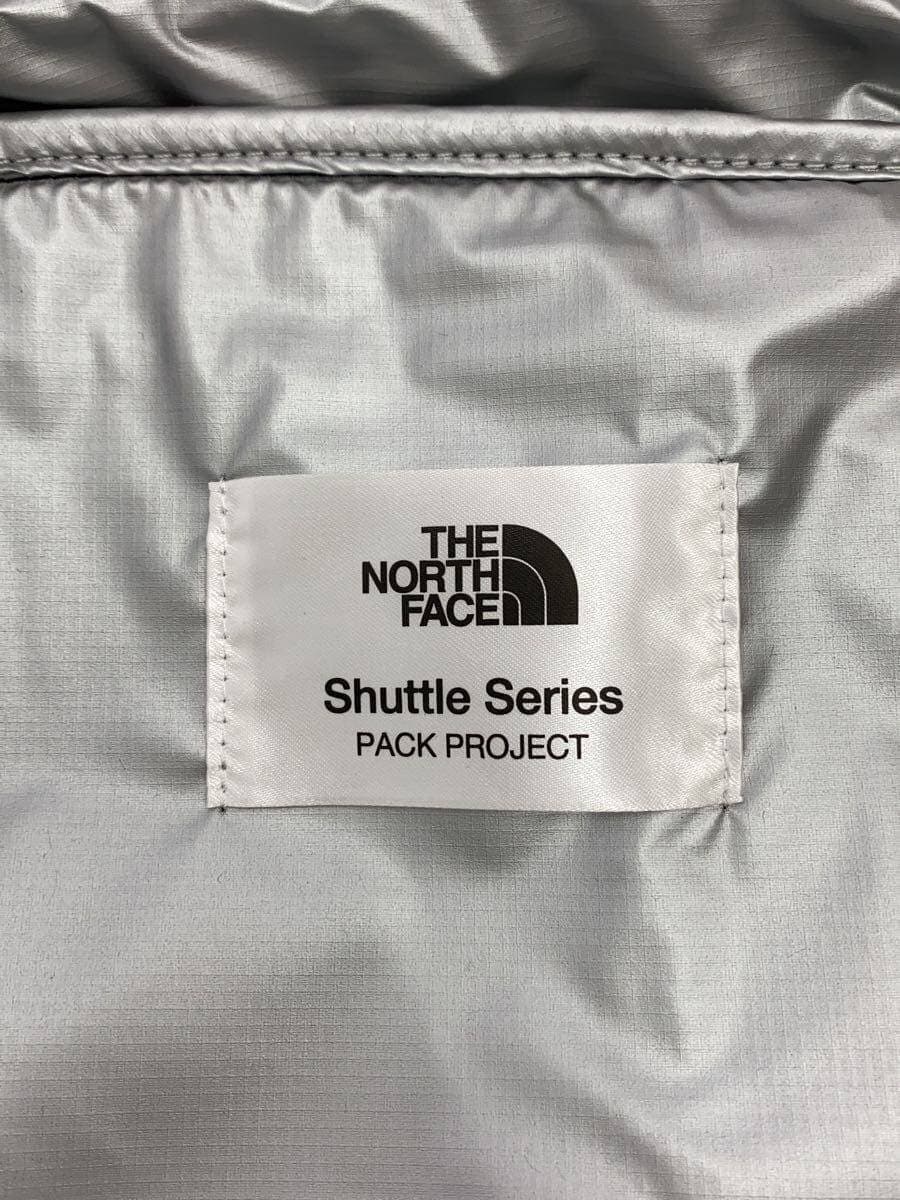 THE
NORTH
FACE
Shuttle Series
PACK PROJECT